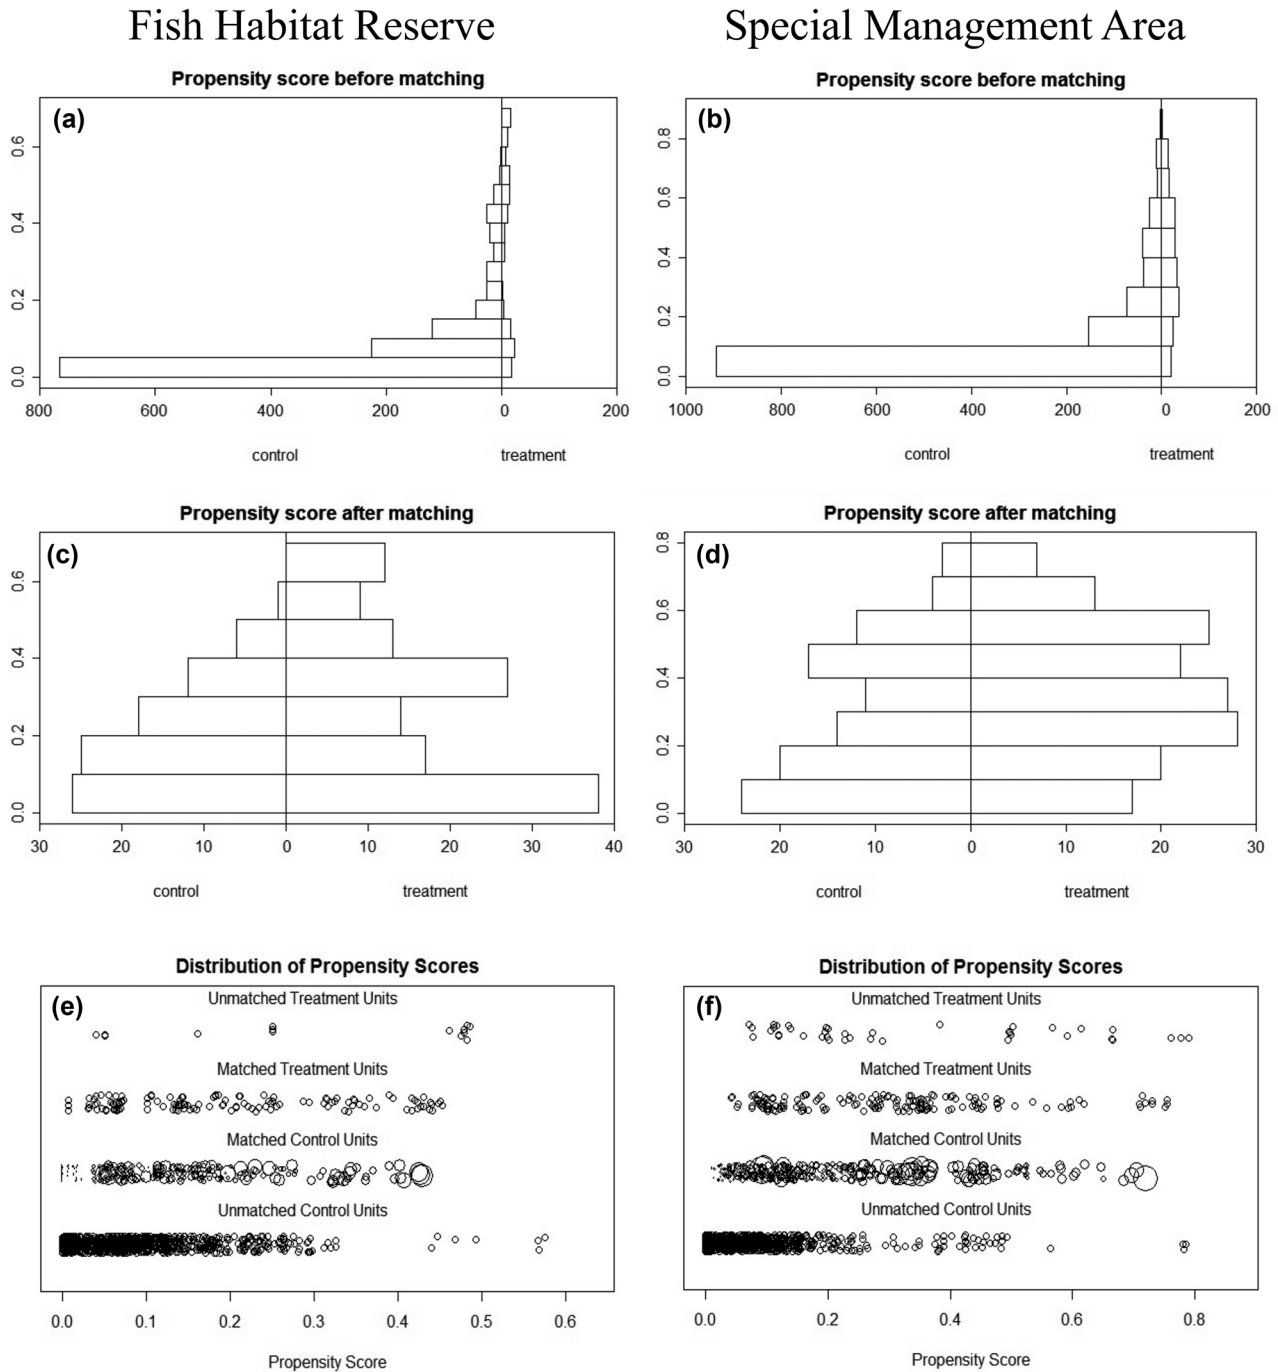 Fish Habitat Reserve
Special Management Area
Propensity score before matching
(a)
0.0
0.2
0.4
0.6
800 600 400 200 0 200
control treatment
Propensity score before matching
(b)
0.0
0.2
0.4
0.6
0.8
1000 800 600 400 200 0 200
control treatment
Propensity score after matching
(c)
0.0
0.2
0.4
0.6
30 20 10 0 10 20 30 40
control treatment
Propensity score after matching
(d)
0.0
0.2
0.4
0.6
0.8
30 20 10 0 10 20 30
control treatment
Distribution of Propensity Scores
(e)
Unmatched Treatment Units
Matched Treatment Units
Matched Control Units
Unmatched Control Units
0.0 0.1 0.2 0.3 0.4 0.5 0.6
Propensity Score
Distribution of Propensity Scores
(f)
Unmatched Treatment Units
Matched Treatment Units
Matched Control Units
Unmatched Control Units
0.0 0.2 0.4 0.6 0.8
Propensity Score